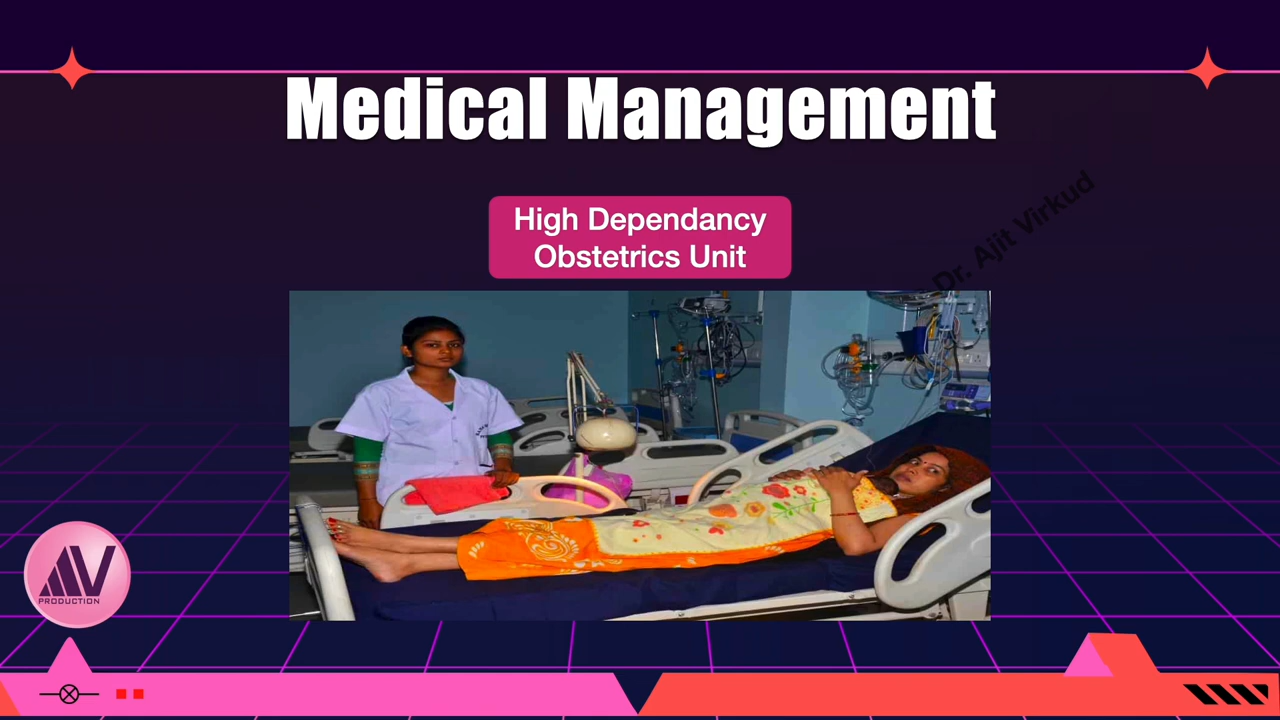 Medical Management
High Dependancy
Obstetrics Unit
Dr. Ajit Virkud
AV
PRODUCTION